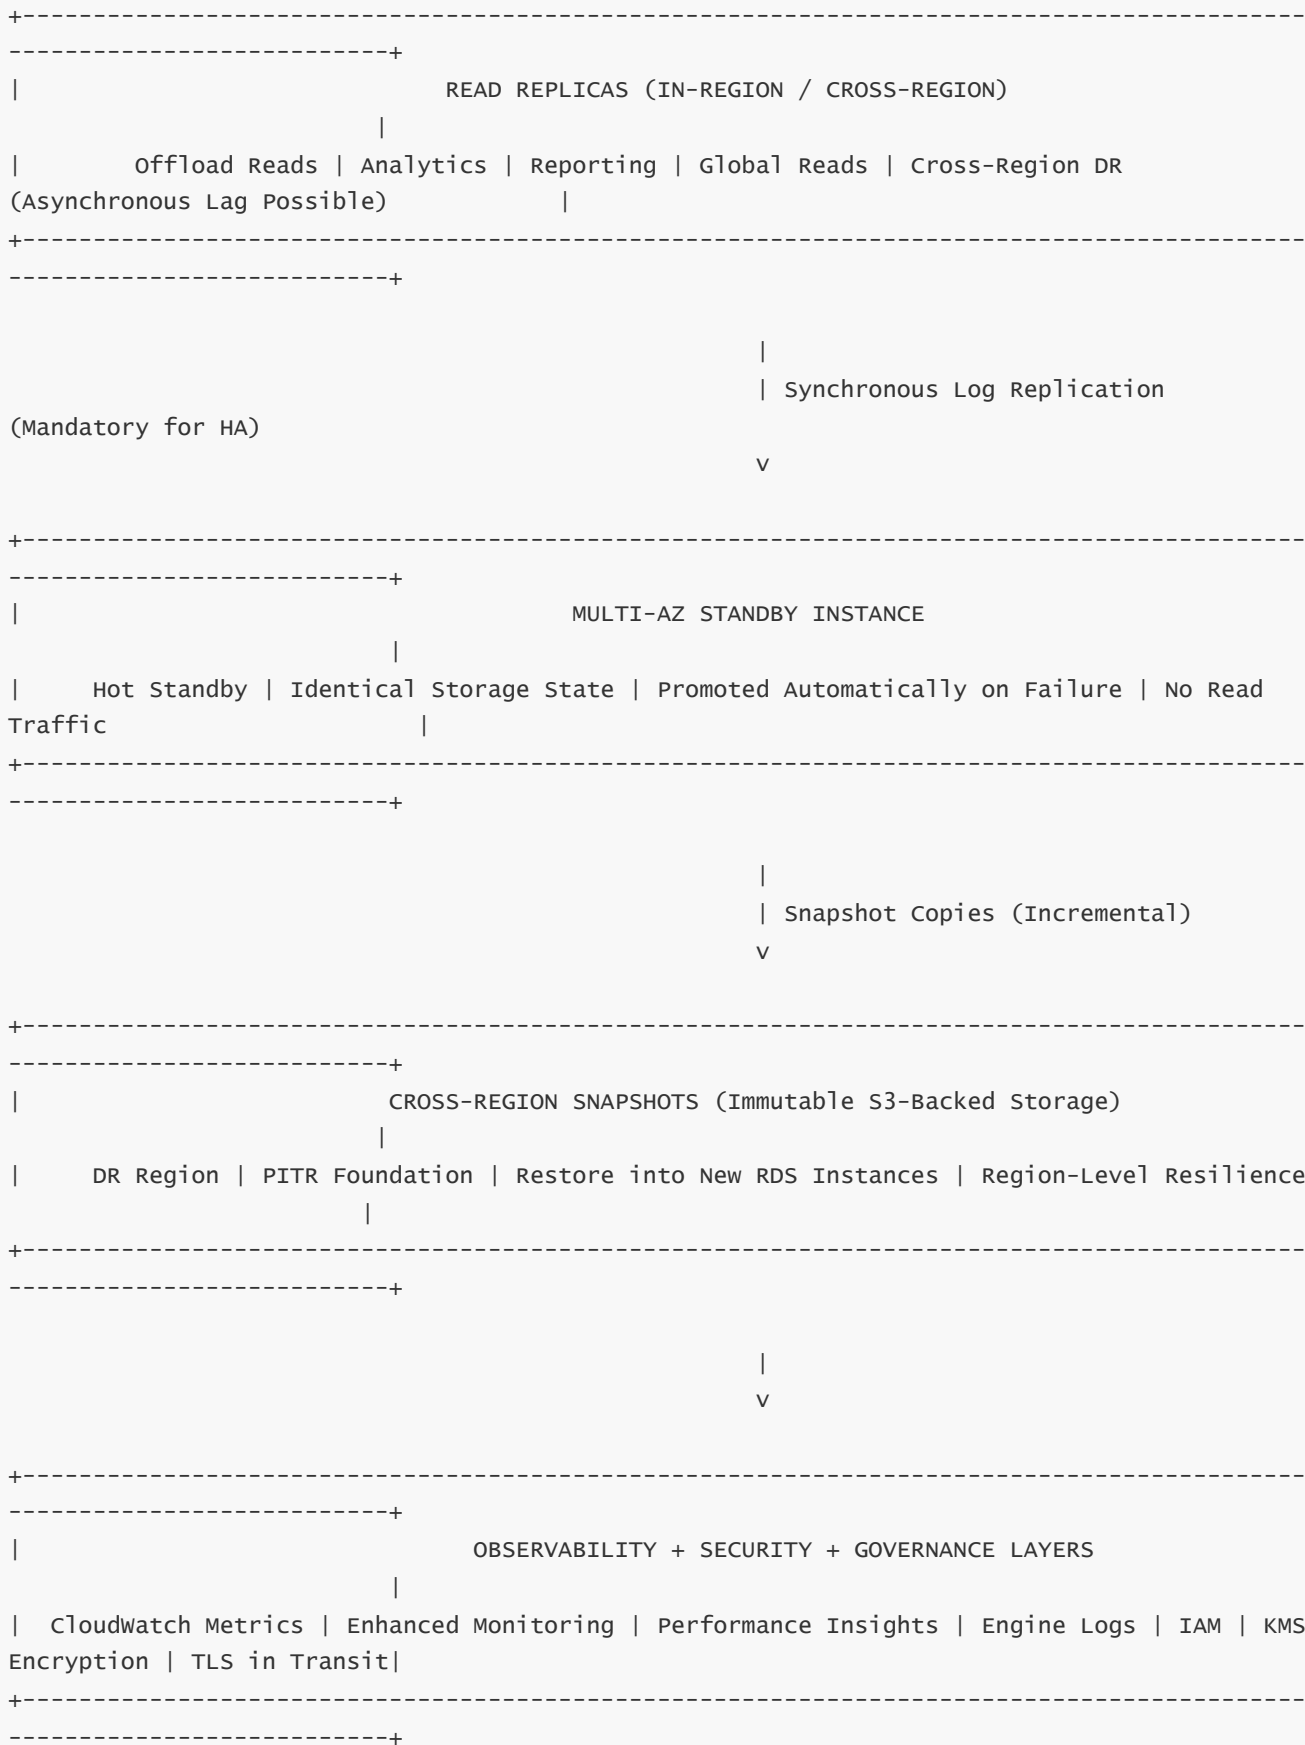 +-------------------------------------------------------------------------------------------
---------------------------+
|                              READ REPLICAS (IN-REGION / CROSS-REGION)
                          |
|        Offload Reads | Analytics | Reporting | Global Reads | Cross-Region DR
(Asynchronous Lag Possible)            |
+-------------------------------------------------------------------------------------------
---------------------------+
                                                     |
                                                     | Synchronous Log Replication
(Mandatory for HA)
                                                     v
+-------------------------------------------------------------------------------------------
---------------------------+
|                                       MULTI-AZ STANDBY INSTANCE
                           |
|     Hot Standby | Identical Storage State | Promoted Automatically on Failure | No Read
Traffic                      |
+-------------------------------------------------------------------------------------------
---------------------------+
                                                     |
                                                     | Snapshot Copies (Incremental)
                                                     v
+-------------------------------------------------------------------------------------------
---------------------------+
|                          CROSS-REGION SNAPSHOTS (Immutable S3-Backed Storage)
                          |
|     DR Region | PITR Foundation | Restore into New RDS Instances | Region-Level Resilience
                         |
+-------------------------------------------------------------------------------------------
---------------------------+
                                                     |
                                                     v
+-------------------------------------------------------------------------------------------
---------------------------+
|                                OBSERVABILITY + SECURITY + GOVERNANCE LAYERS
                           |
|  CloudWatch Metrics | Enhanced Monitoring | Performance Insights | Engine Logs | IAM | KMS
Encryption | TLS in Transit|
+-------------------------------------------------------------------------------------------
---------------------------+